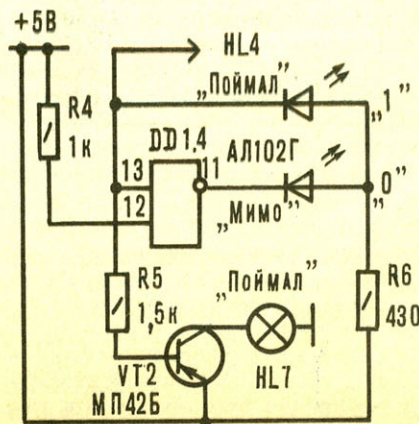 +5В
HL4
R4
1к
„Поймал”
„1”
DD1.4
13
11
АЛ102Г
12
„0”
„Мимо”
R5
1,5к
„Поймал”
R6
430
VT2
МП42Б
HL7